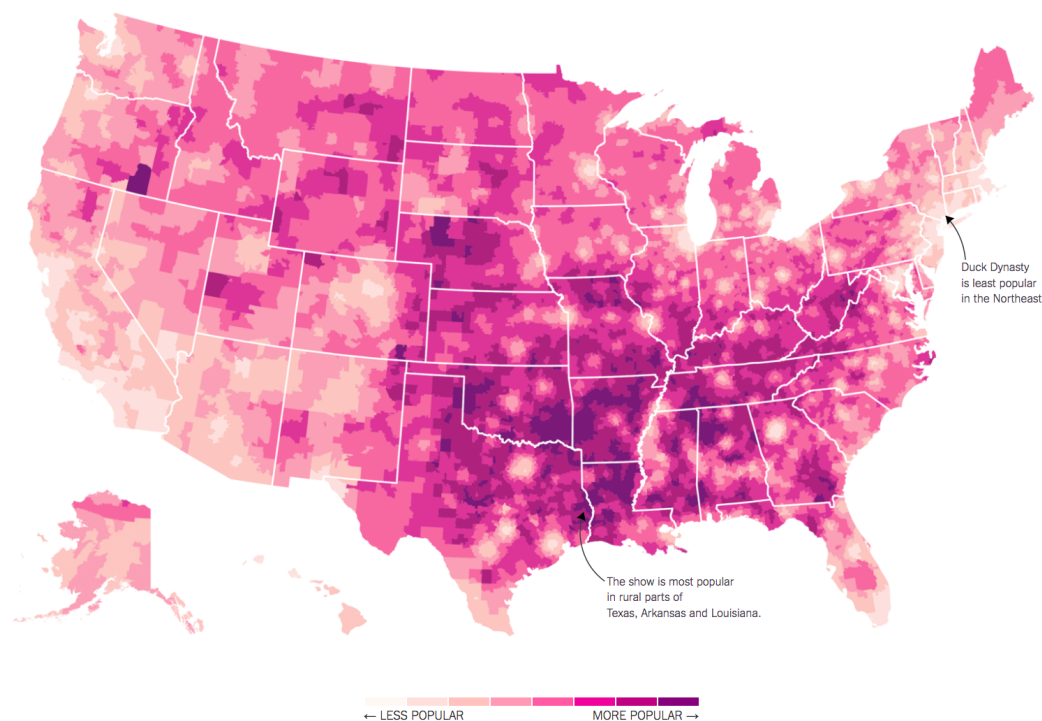 Duck Dynasty
is least popular
in the Northeast
The show is most popular
in rural parts of
Texas, Arkansas and Louisiana.
← LESS POPULAR
MORE POPULAR →